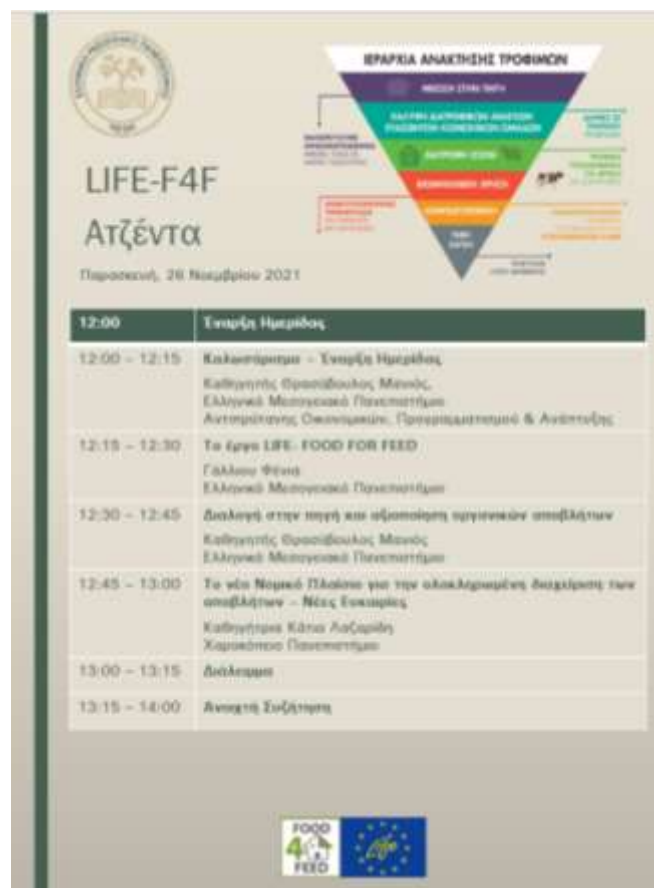 ΙΕΡΑΡΧΙΑ ΑΝΑΚΤΗΣΗΣ ΤΡΟΦΙΜΩΝ
ΜΕΙΩΣΗ ΣΤΗΝ ΠΗΓΗ
LIFE-F4F
Ατζέντα
Παρασκευή, 26 Νοεμβρίου 2021
12:00 Έναρξη Ημερίδας
12:00 – 12:15 Καλωσόρισμα – Έναρξη Ημερίδας
Καθηγητής Θρασύβουλος Μανιός,
Ελληνικό Μεσογειακό Πανεπιστήμιο
Αντιπρύτανης Οικονομικών, Προγραμματισμού & Ανάπτυξης
12:15 – 12:30 Το έργο LIFE- FOOD FOR FEED
Γάλλιου Φένια
Ελληνικό Μεσογειακό Πανεπιστήμιο
12:30 – 12:45 Διαλογή στην πηγή και αξιοποίηση οργανικών αποβλήτων
Καθηγητής Θρασύβουλος Μανιός
Ελληνικό Μεσογειακό Πανεπιστήμιο
12:45 – 13:00 Το νέο Νομικό Πλαίσιο για την ολοκληρωμένη διαχείριση των
αποβλήτων – Νέες Ευκαιρίες
Καθηγήτρια Κάτια Λαζαρίδη
Χαροκόπειο Πανεπιστήμιο
13:00 – 13:15 Διάλειμμα
13:15 – 14:00 Ανοιχτή Συζήτηση
FOOD
4
FEED
Life